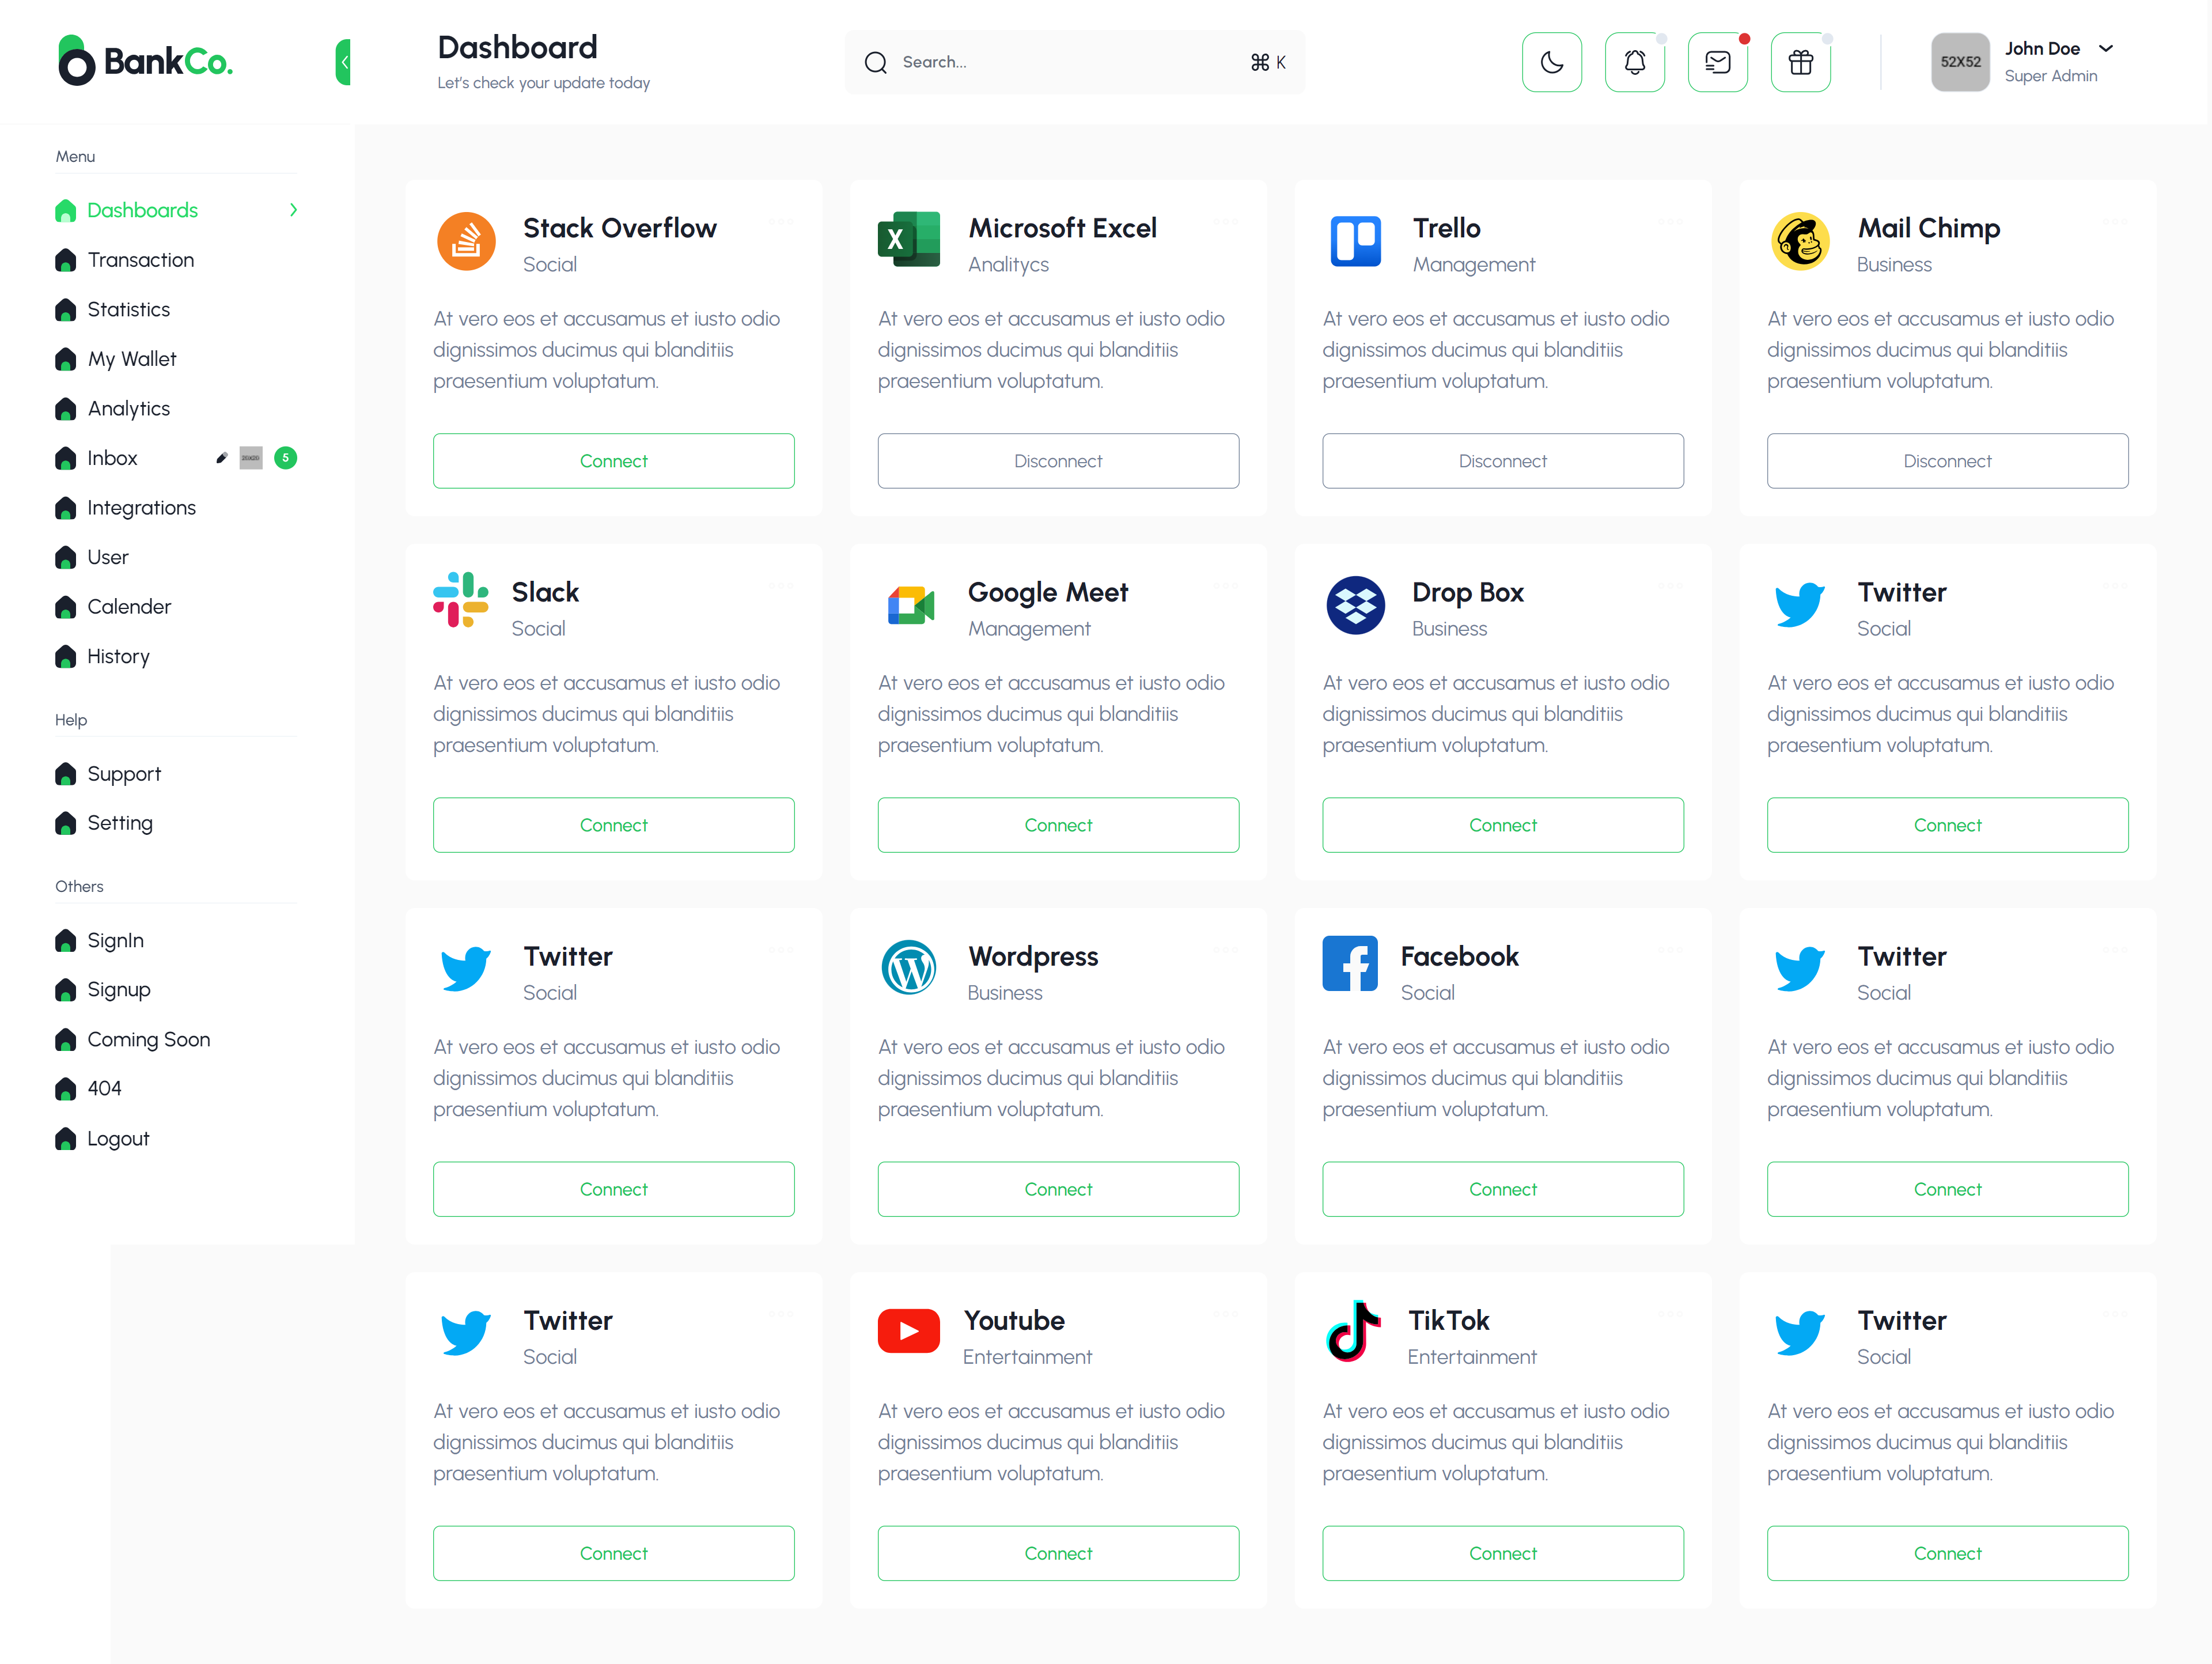 BankCo.
Dashboard
Let's check your update today
Search...
⌘ K
52X52
John Doe
Super Admin
Menu
Dashboards
Transaction
Statistics
My Wallet
Analytics
Inbox
5
Integrations
User
Calender
History
Help
Support
Setting
Others
SignIn
Signup
Coming Soon
404
Logout
Stack Overflow
Social
At vero eos et accusamus et iusto odio
dignissimos ducimus qui blanditiis
praesentium voluptatum.
Connect
X
Microsoft Excel
Analitycs
At vero eos et accusamus et iusto odio
dignissimos ducimus qui blanditiis
praesentium voluptatum.
Disconnect
Trello
Management
At vero eos et accusamus et iusto odio
dignissimos ducimus qui blanditiis
praesentium voluptatum.
Disconnect
Mail Chimp
Business
At vero eos et accusamus et iusto odio
dignissimos ducimus qui blanditiis
praesentium voluptatum.
Disconnect
Slack
Social
At vero eos et accusamus et iusto odio
dignissimos ducimus qui blanditiis
praesentium voluptatum.
Connect
Google Meet
Management
At vero eos et accusamus et iusto odio
dignissimos ducimus qui blanditiis
praesentium voluptatum.
Connect
Drop Box
Business
At vero eos et accusamus et iusto odio
dignissimos ducimus qui blanditiis
praesentium voluptatum.
Connect
Twitter
Social
At vero eos et accusamus et iusto odio
dignissimos ducimus qui blanditiis
praesentium voluptatum.
Connect
Twitter
Social
At vero eos et accusamus et iusto odio
dignissimos ducimus qui blanditiis
praesentium voluptatum.
Connect
Wordpress
Business
At vero eos et accusamus et iusto odio
dignissimos ducimus qui blanditiis
praesentium voluptatum.
Connect
Facebook
Social
At vero eos et accusamus et iusto odio
dignissimos ducimus qui blanditiis
praesentium voluptatum.
Connect
Twitter
Social
At vero eos et accusamus et iusto odio
dignissimos ducimus qui blanditiis
praesentium voluptatum.
Connect
Twitter
Social
At vero eos et accusamus et iusto odio
dignissimos ducimus qui blanditiis
praesentium voluptatum.
Connect
Youtube
Entertainment
At vero eos et accusamus et iusto odio
dignissimos ducimus qui blanditiis
praesentium voluptatum.
Connect
TikTok
Entertainment
At vero eos et accusamus et iusto odio
dignissimos ducimus qui blanditiis
praesentium voluptatum.
Connect
Twitter
Social
At vero eos et accusamus et iusto odio
dignissimos ducimus qui blanditiis
praesentium voluptatum.
Connect